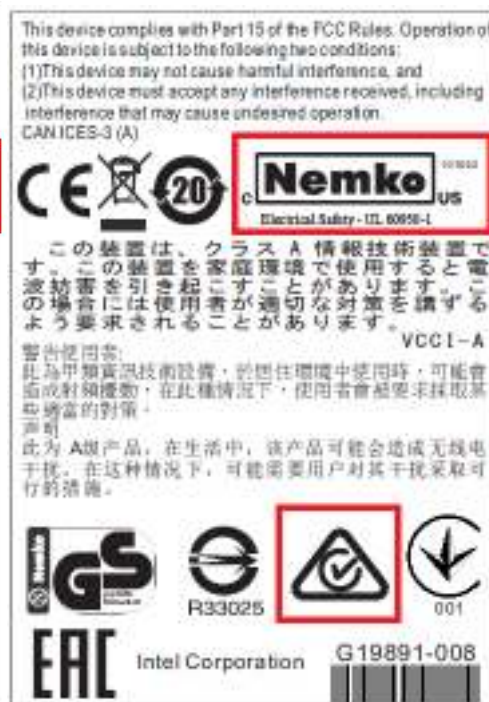 This device complies with Part 15 of the FCC Rules. Operation of
this device is subject to the following two conditions:
(1)This device may not cause harmful interference, and
(2)This device must accept any interference received, including
interference that may cause undesired operation.
CAN ICES-3 (A)
CE
20
c Nemko US
Electrical Safety - UL 60950-1
この装置は、クラス A 情報技術装置で
す。この装置を家庭環境で使用すると電
波妨害を引き起こすことがあります。こ
の場合には使用者が適切な対策を講ずる
よう要求されることがあります。
VCCI-A
警告使用者:
此為甲類資訊技術設備，於居住環境中使用時，可能會
造成射頻擾動，在此種情況下，使用者會被要求採取某
些適當的對策。
声明
此为 A级产品，在生活中，该产品可能会造成无线电
干扰。在这种情况下，可能需要用户对其干扰采取可
行的措施。
Nemko
GS
R33025
001
EAC
Intel Corporation
G19891-008